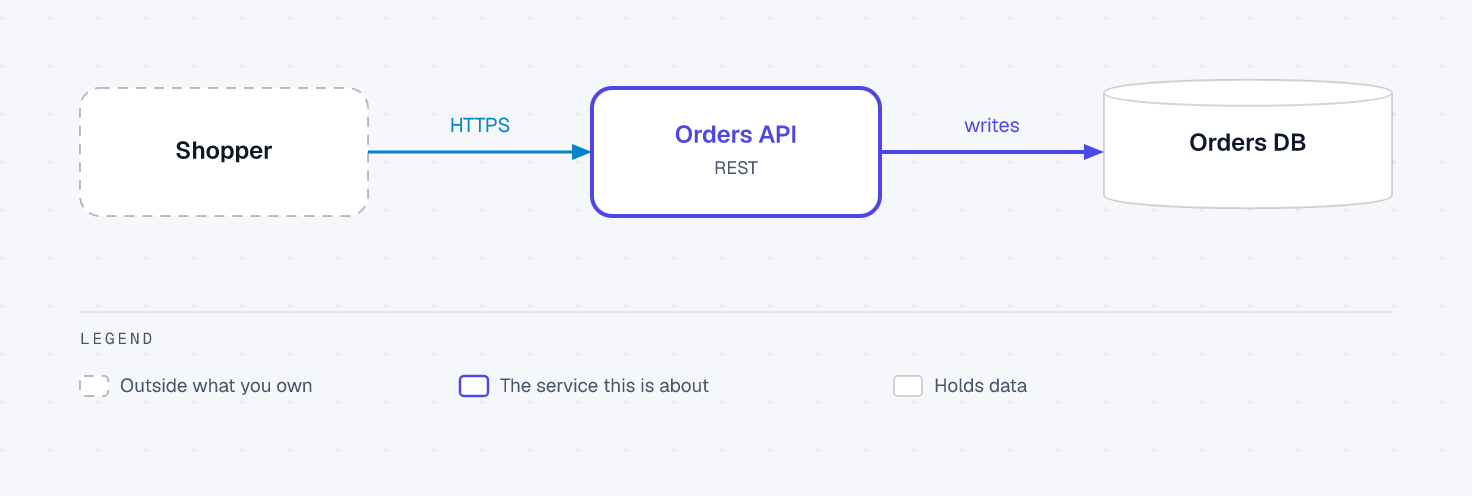 Shopper
HTTPS
Orders API
REST
writes
Orders DB
LEGEND
Outside what you own
The service this is about
Holds data